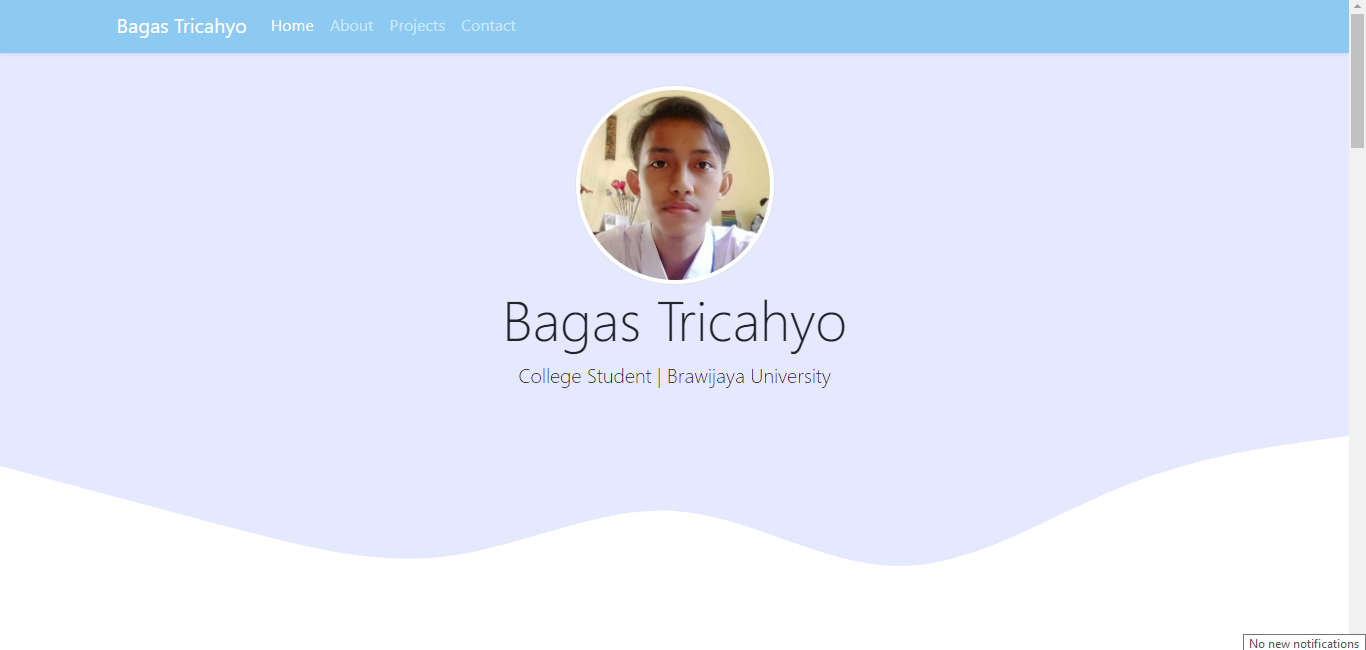 Bagas Tricahyo Home About Projects Contact
Bagas Tricahyo
College Student | Brawijaya University
No new notifications